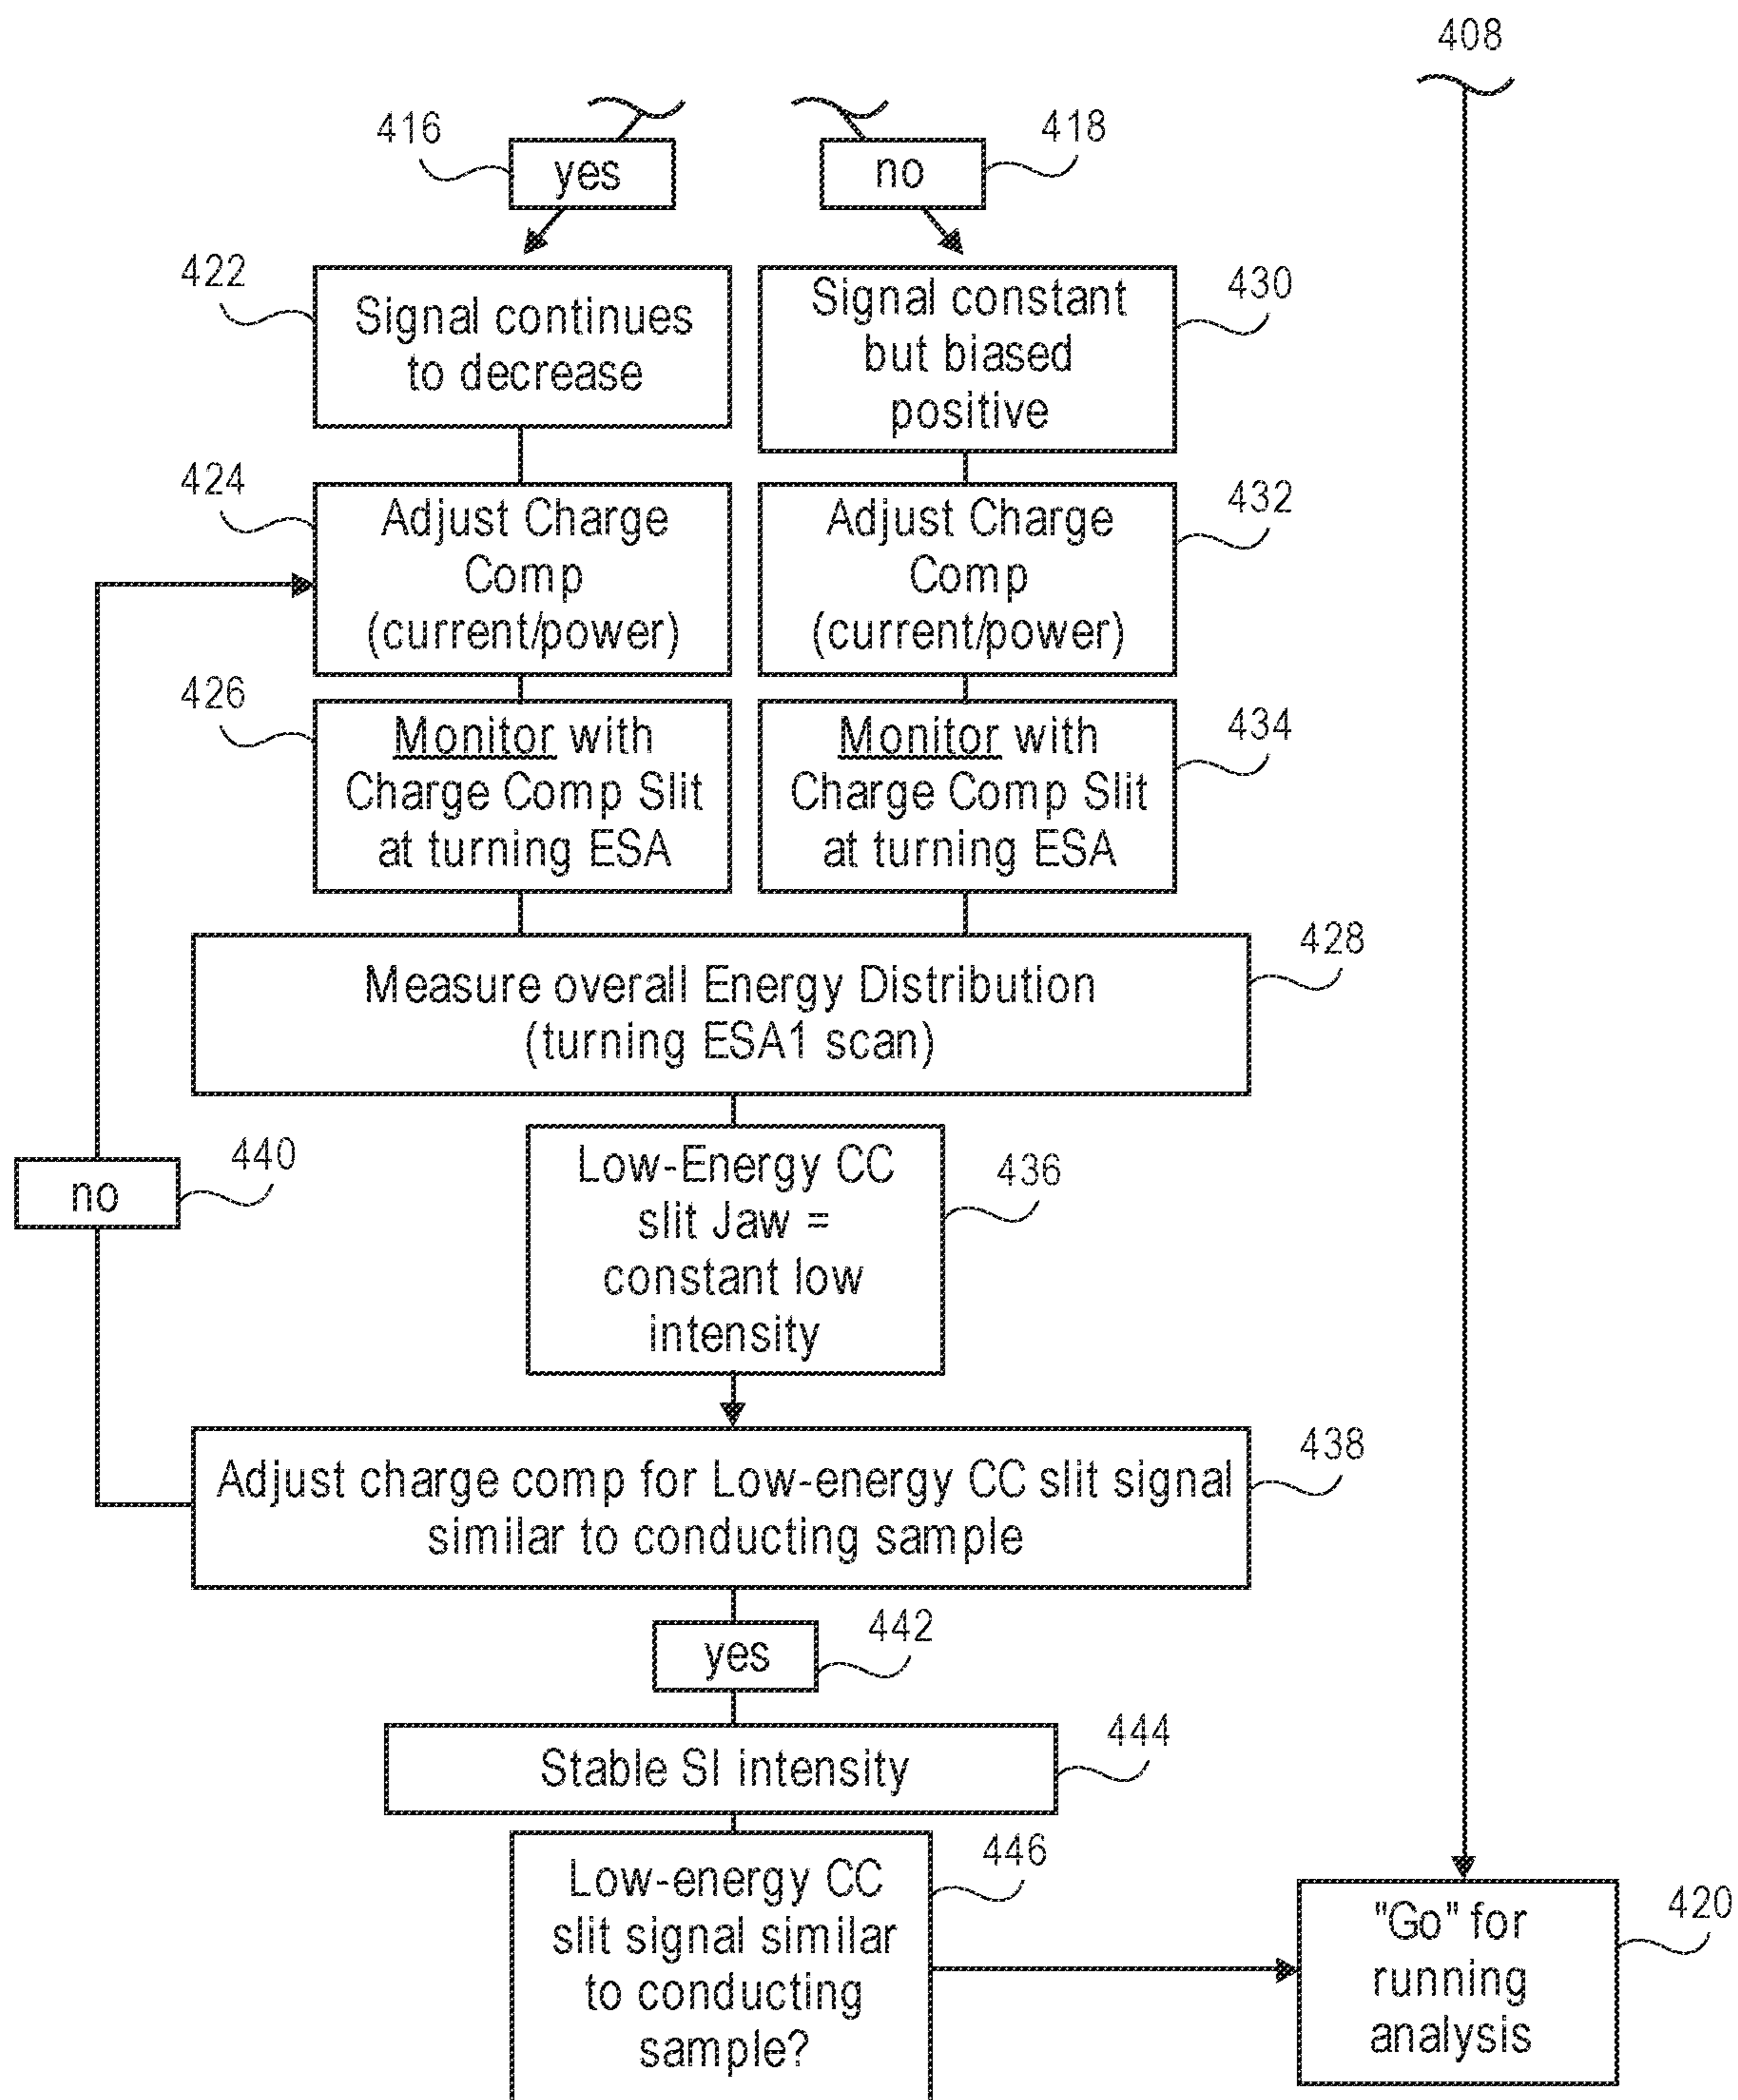 408
416
yes
no
418
422
Signal continues
to decrease
Signal constant
but biased
positive
430
424
Adjust Charge
Comp
(current/power)
Adjust Charge
Comp
(current/power)
432
426
Monitor with
Charge Comp Slit
at turning ESA
Monitor with
Charge Comp Slit
at turning ESA
434
Measure overall Energy Distribution
(turning ESA1 scan)
428
no
440
Low-Energy CC
slit Jaw =
constant low
intensity
436
Adjust charge comp for Low-energy CC slit signal
similar to conducting sample
438
yes
442
Stable SI intensity
444
Low-energy CC
slit signal similar
to conducting
sample?
446
"Go" for
running
analysis
420